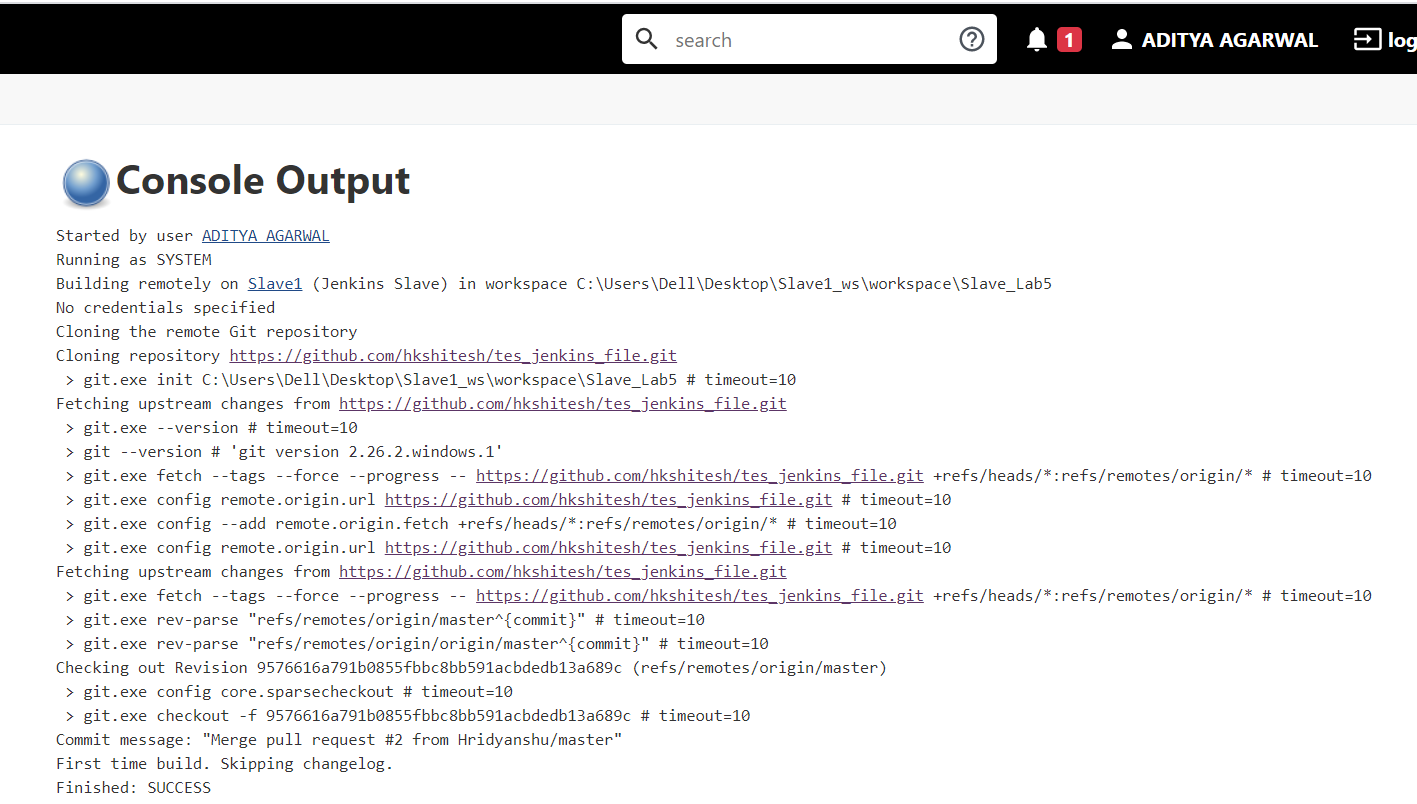 search
1
ADITYA AGARWAL
log
Console Output
Started by user ADITYA AGARWAL
Running as SYSTEM
Building remotely on Slave1 (Jenkins Slave) in workspace C:\Users\Dell\Desktop\Slave1_ws\workspace\Slave_Lab5
No credentials specified
Cloning the remote Git repository
Cloning repository https://github.com/hkshitesh/tes_jenkins_file.git
 > git.exe init C:\Users\Dell\Desktop\Slave1_ws\workspace\Slave_Lab5 # timeout=10
Fetching upstream changes from https://github.com/hkshitesh/tes_jenkins_file.git
 > git.exe --version # timeout=10
 > git --version # 'git version 2.26.2.windows.1'
 > git.exe fetch --tags --force --progress -- https://github.com/hkshitesh/tes_jenkins_file.git +refs/heads/*:refs/remotes/origin/* # timeout=10
 > git.exe config remote.origin.url https://github.com/hkshitesh/tes_jenkins_file.git # timeout=10
 > git.exe config --add remote.origin.fetch +refs/heads/*:refs/remotes/origin/* # timeout=10
 > git.exe config remote.origin.url https://github.com/hkshitesh/tes_jenkins_file.git # timeout=10
Fetching upstream changes from https://github.com/hkshitesh/tes_jenkins_file.git
 > git.exe fetch --tags --force --progress -- https://github.com/hkshitesh/tes_jenkins_file.git +refs/heads/*:refs/remotes/origin/* # timeout=10
 > git.exe rev-parse "refs/remotes/origin/master^{commit}" # timeout=10
 > git.exe rev-parse "refs/remotes/origin/origin/master^{commit}" # timeout=10
Checking out Revision 9576616a791b0855fbbc8bb591acbdedb13a689c (refs/remotes/origin/master)
 > git.exe config core.sparsecheckout # timeout=10
 > git.exe checkout -f 9576616a791b0855fbbc8bb591acbdedb13a689c # timeout=10
Commit message: "Merge pull request #2 from Hridyanshu/master"
First time build. Skipping changelog.
Finished: SUCCESS